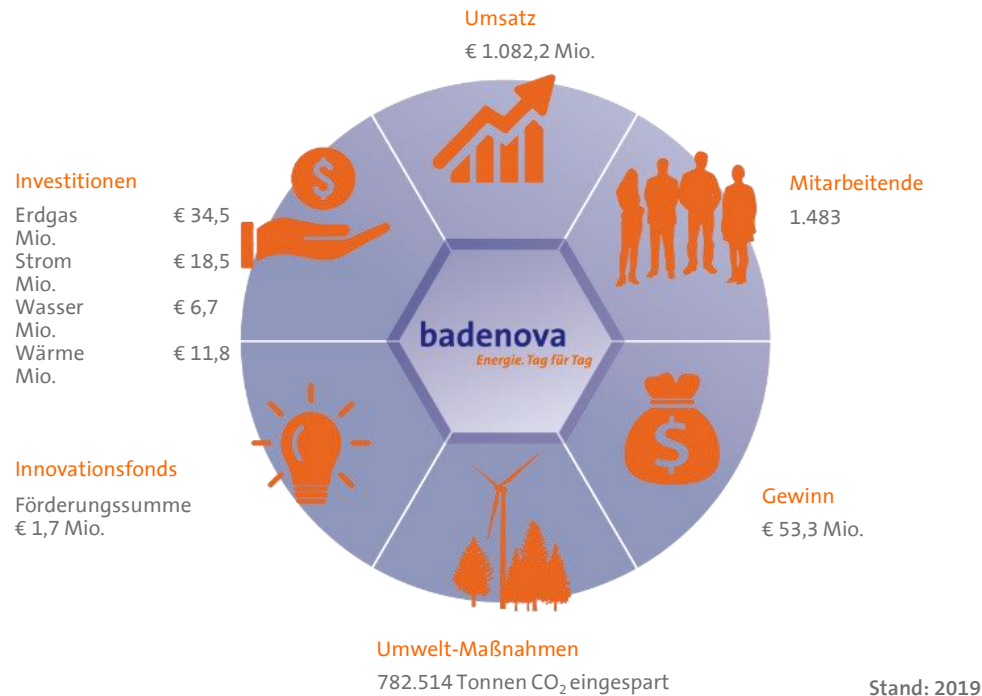 Umsatz
€ 1.082,2 Mio.
Investitionen
Erdgas € 34,5
Mio.
Strom € 18,5
Mio.
Wasser € 6,7
Mio.
Wärme € 11,8
Mio.
Mitarbeitende
1.483
badenova
Energie. Tag für Tag
Innovationsfonds
Förderungssumme
€ 1,7 Mio.
Gewinn
€ 53,3 Mio.
Umwelt-Maßnahmen
782.514 Tonnen CO₂ eingespart
Stand: 2019